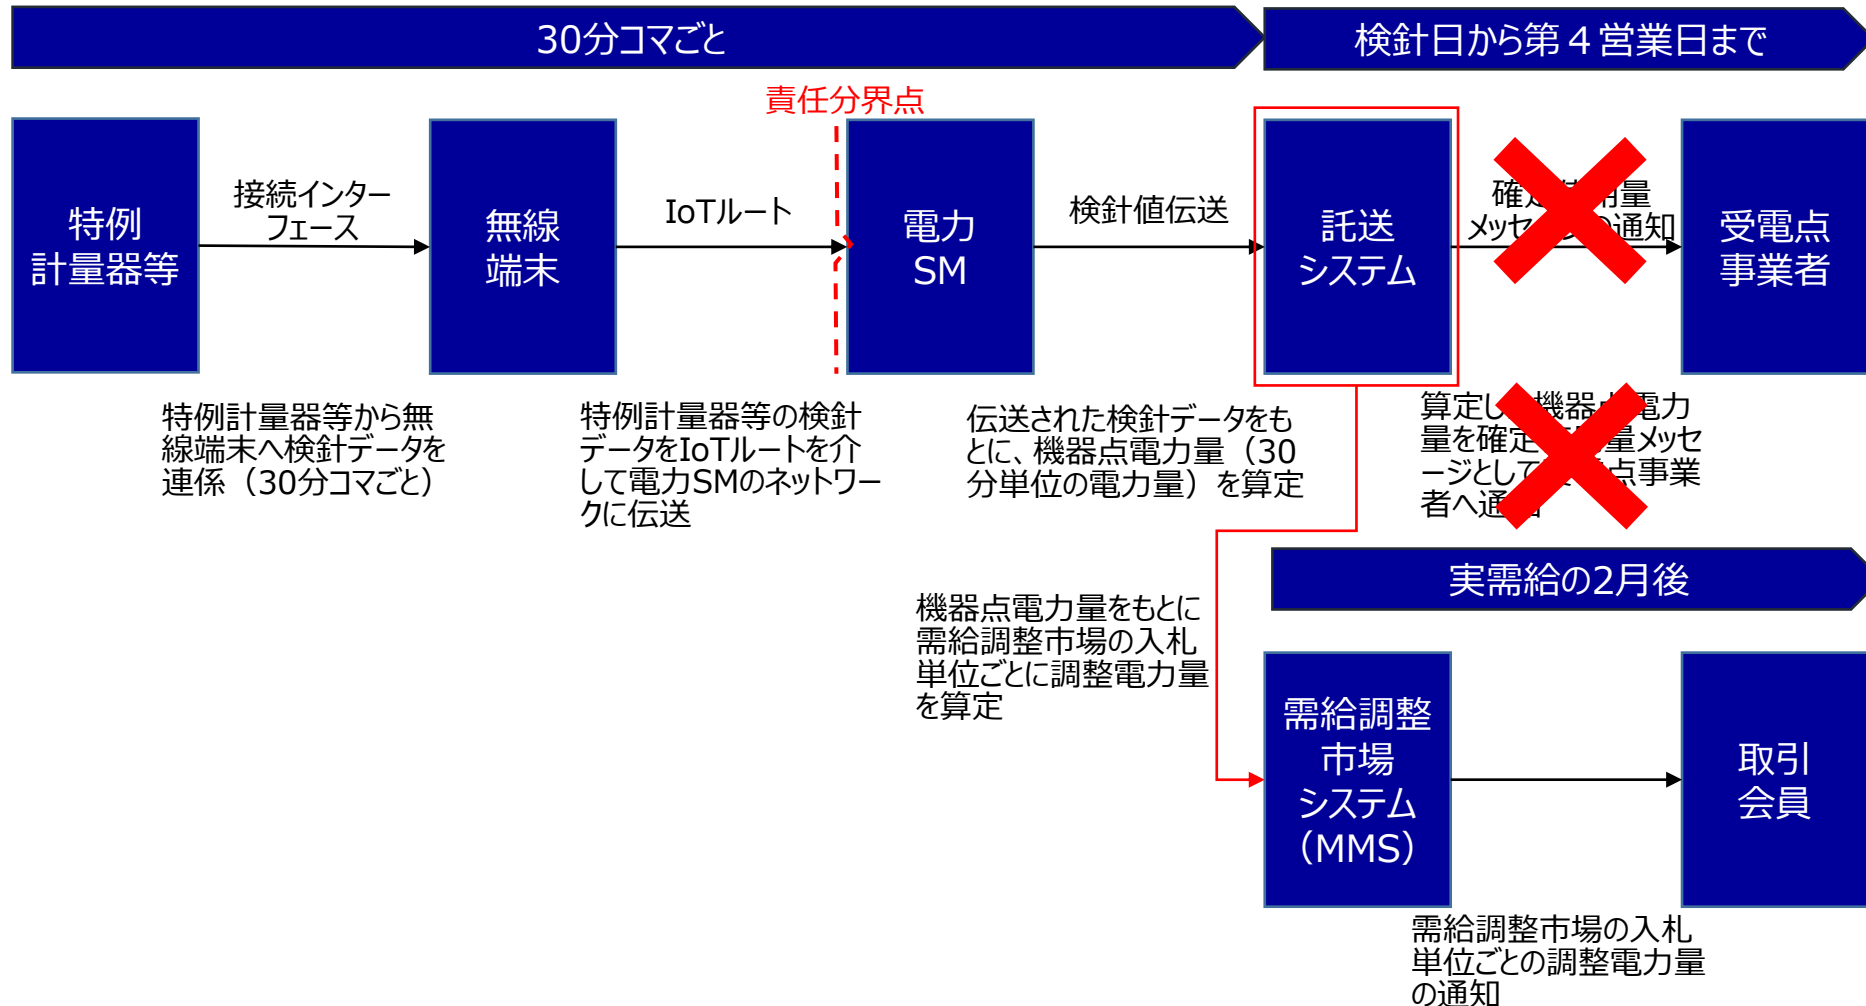 30分コマごと
検針日から第４営業日まで
責任分界点
特例
計量器等
接続インター
フェース
無線
端末
IoTルート
電力
SM
検針値伝送
託送
システム
確
量
メッセ
の通知
受電点
事業者
特例計量器等から無
線端末へ検針データを
連係（30分コマごと）
特例計量器等の検針
データをIoTルートを介
して電力SMのネットワー
クに伝送
伝送された検針データをも
とに、機器点電力量（30
分単位の電力量）を算定
算定し 機器点電力
量を確定 量メッセ
ージとして 点事業
者へ通
実需給の2月後
機器点電力量をもとに
需給調整市場の入札
単位ごとに調整電力量
を算定
需給調整
市場
システム
（MMS）
取引
会員
需給調整市場の入札
単位ごとの調整電力量
の通知